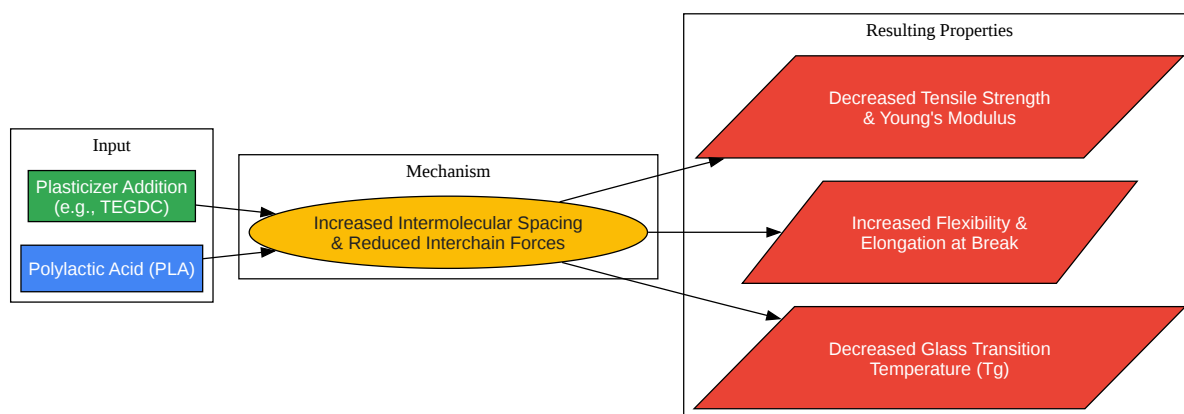 Input
Plasticizer Addition
(e.g., TEGDC)
Polylactic Acid (PLA)
Mechanism
Increased Intermolecular Spacing
& Reduced Interchain Forces
Resulting Properties
Decreased Tensile Strength
& Young's Modulus
Increased Flexibility &
Elongation at Break
Decreased Glass Transition
Temperature (Tg)